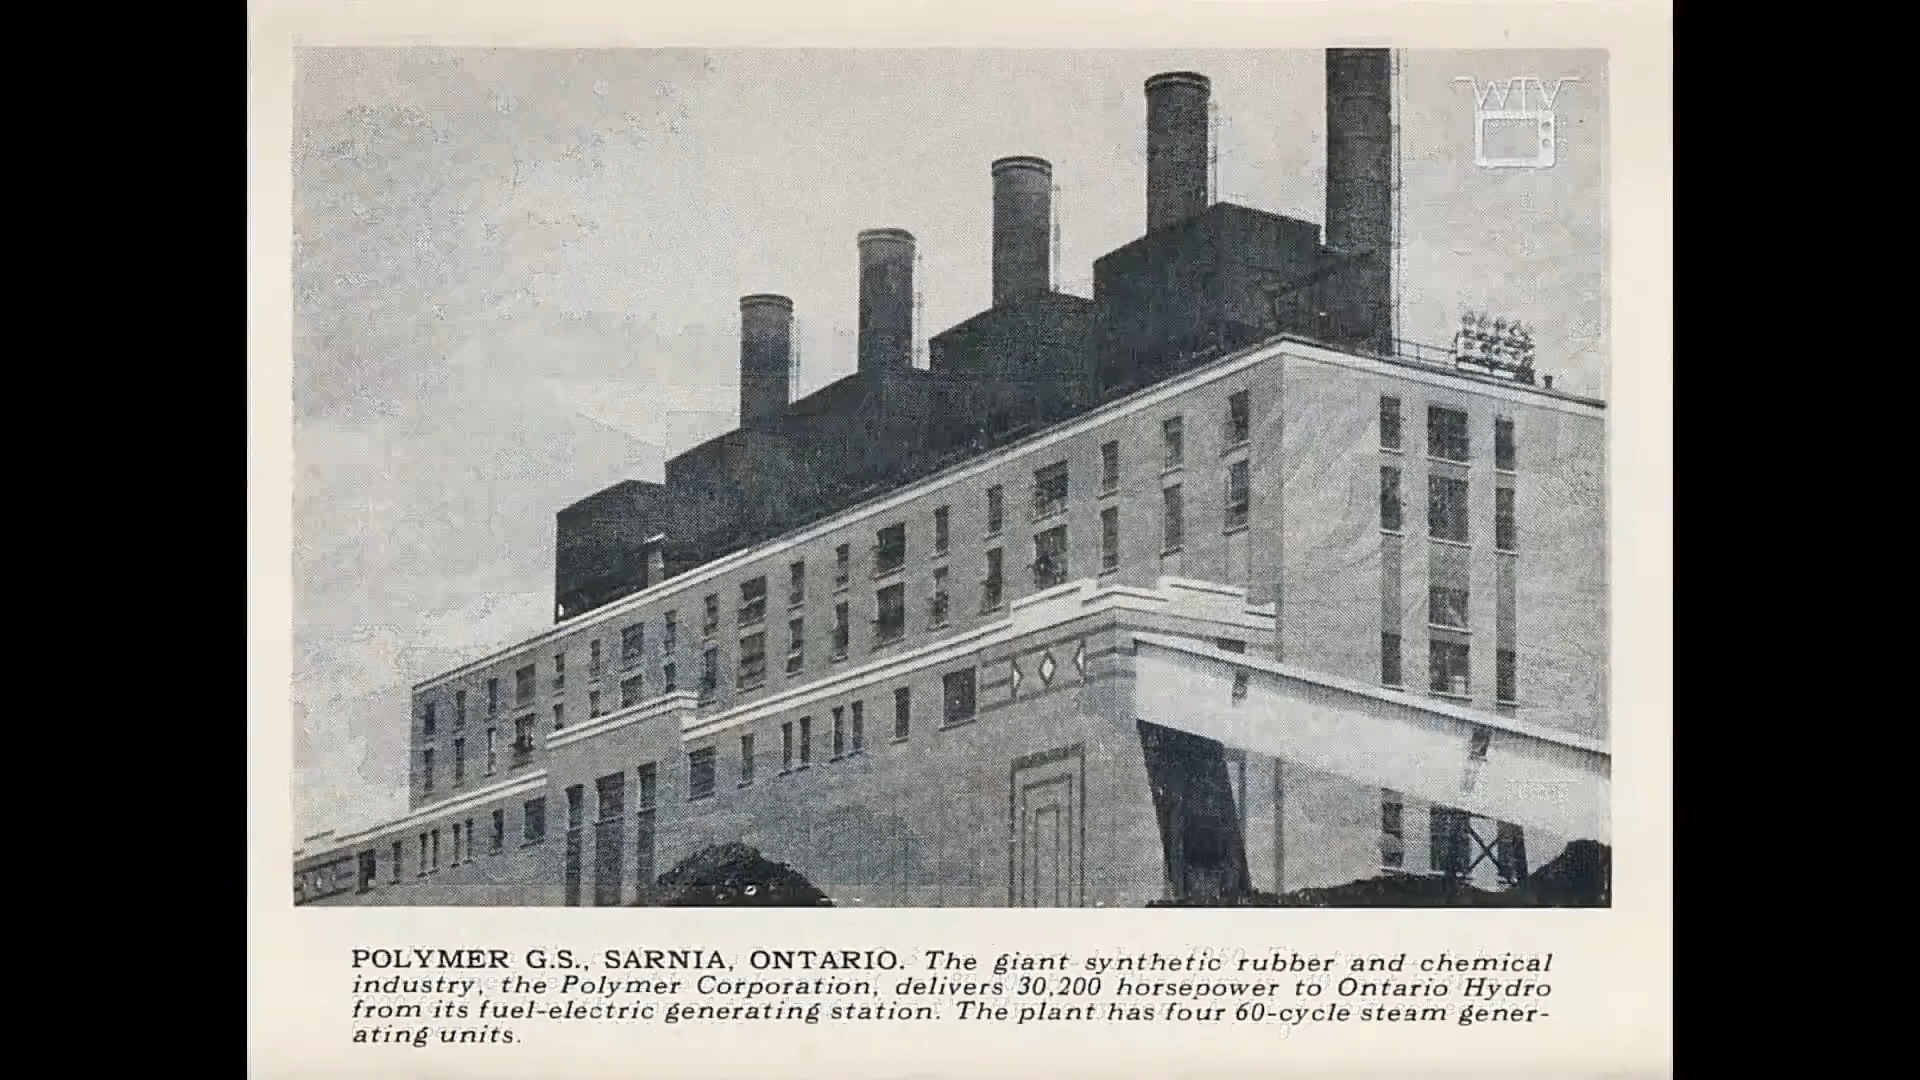 WTV
POLYMER G.S., SARNIA, ONTARIO. The giant synthetic rubber and chemical
industry, the Polymer Corporation, delivers 30,200 horsepower to Ontario Hydro
from its fuel-electric generating station. The plant has four 60-cycle steam gener-
ating units.